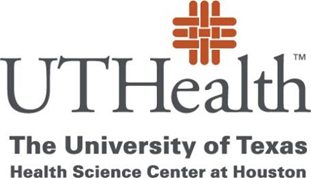 UTHealth™
The University of Texas
Health Science Center at Houston